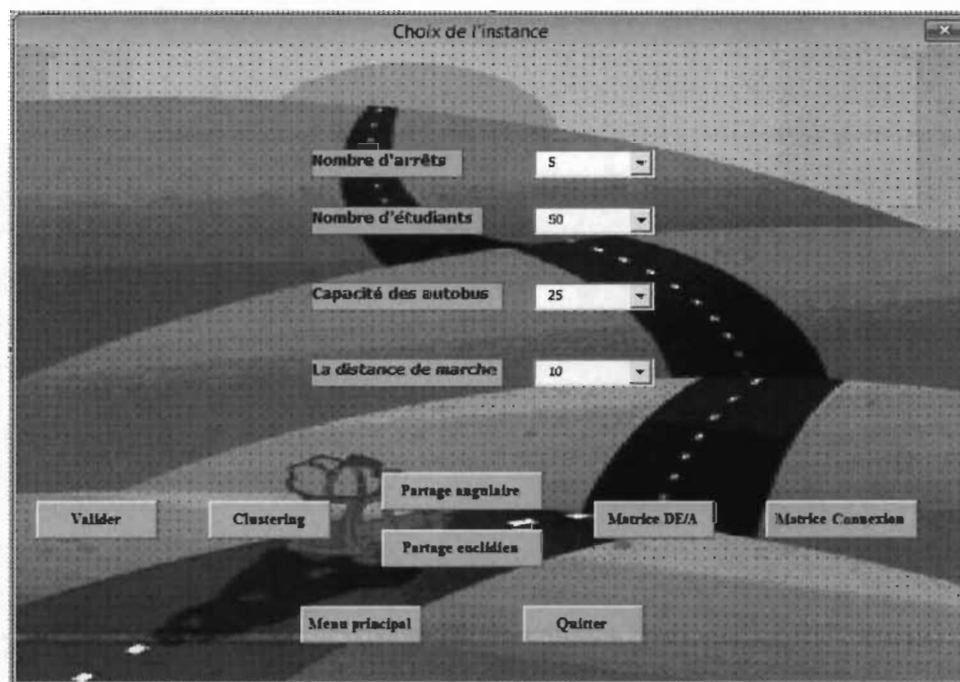 Choix de l'instance
Nombre d'arrêts 5
Nombre d'étudiants 50
Capacité des autobus 25
La distance de marche 10
Partage angulaire
Valider Clustering Matrice DE/A Matrice Connexion
Partage euclidien
Menu principal Quitter